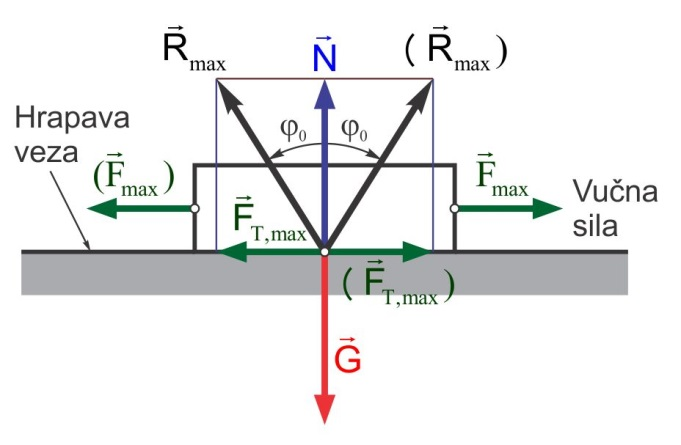 R⃗max
N⃗
(R⃗max)
Hrapava
veza
φ0
φ0
(F⃗max)
F⃗max
Vučna
sila
F⃗T,max
(F⃗T,max)
G⃗